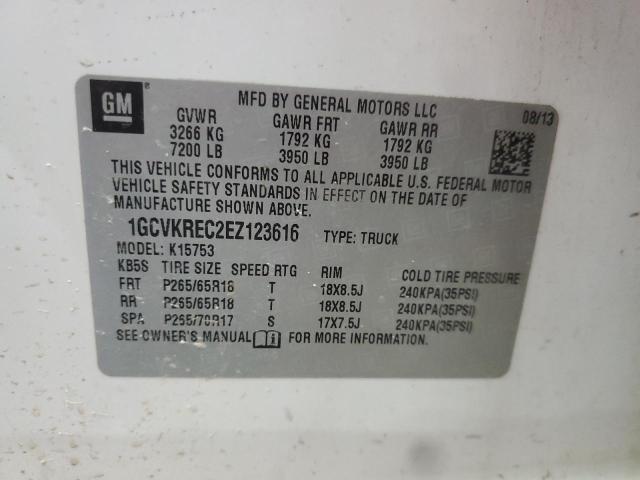 GM ®
MFD BY GENERAL MOTORS LLC 08/13
GVWR GAWR FRT GAWR RR
3266 KG 1792 KG 1792 KG
7200 LB 3950 LB 3950 LB
THIS VEHICLE CONFORMS TO ALL APPLICABLE U.S. FEDERAL MOTOR
VEHICLE SAFETY STANDARDS IN EFFECT ON THE DATE OF
MANUFACTURE SHOWN ABOVE.
1GCVKREC2EZ123616 TYPE: TRUCK
MODEL: K15753
KB5S TIRE SIZE SPEED RTG RIM COLD TIRE PRESSURE
FRT P265/65R18 T 18X8.5J 240KPA(35PSI)
RR P265/65R18 T 18X8.5J 240KPA(35PSI)
SPA P265/70R17 S 17X7.5J 240KPA(35PSI)
SEE OWNER'S MANUAL FOR MORE INFORMATION.